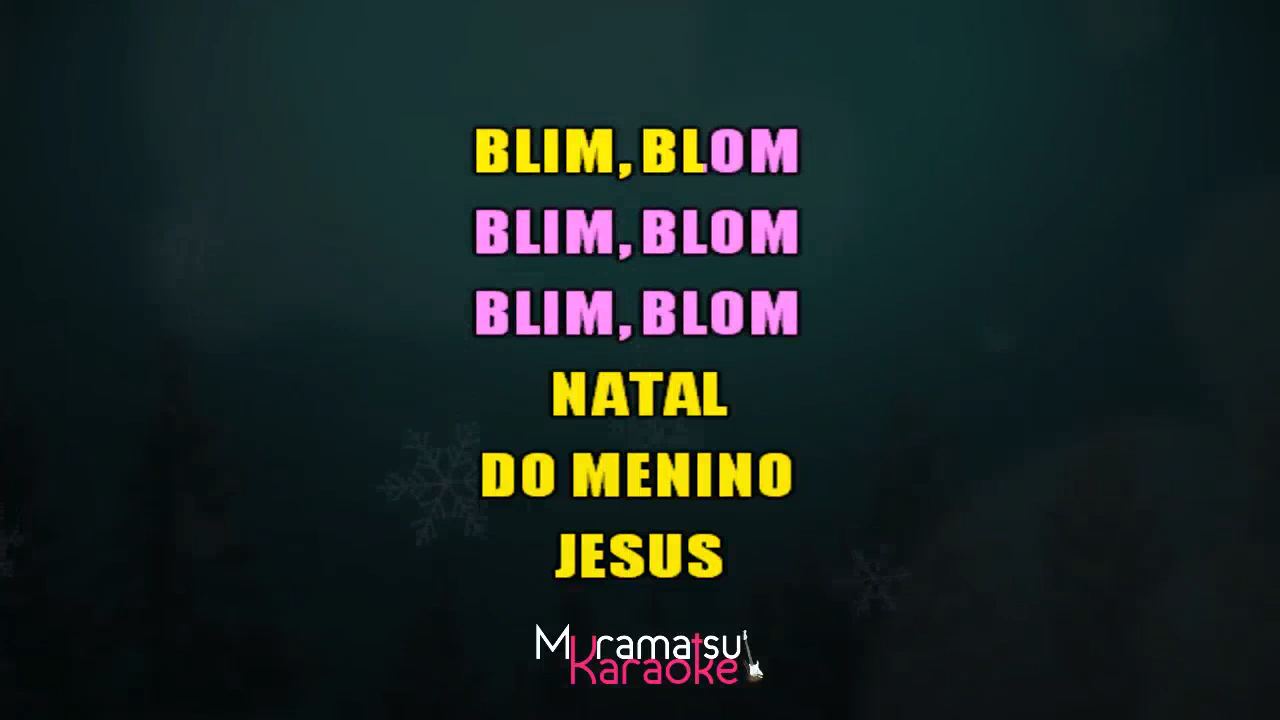 BLIM, BLOM
BLIM, BLOM
BLIM, BLOM
NATAL
DO MENINO
JESUS
Muramatsu
Karaoke